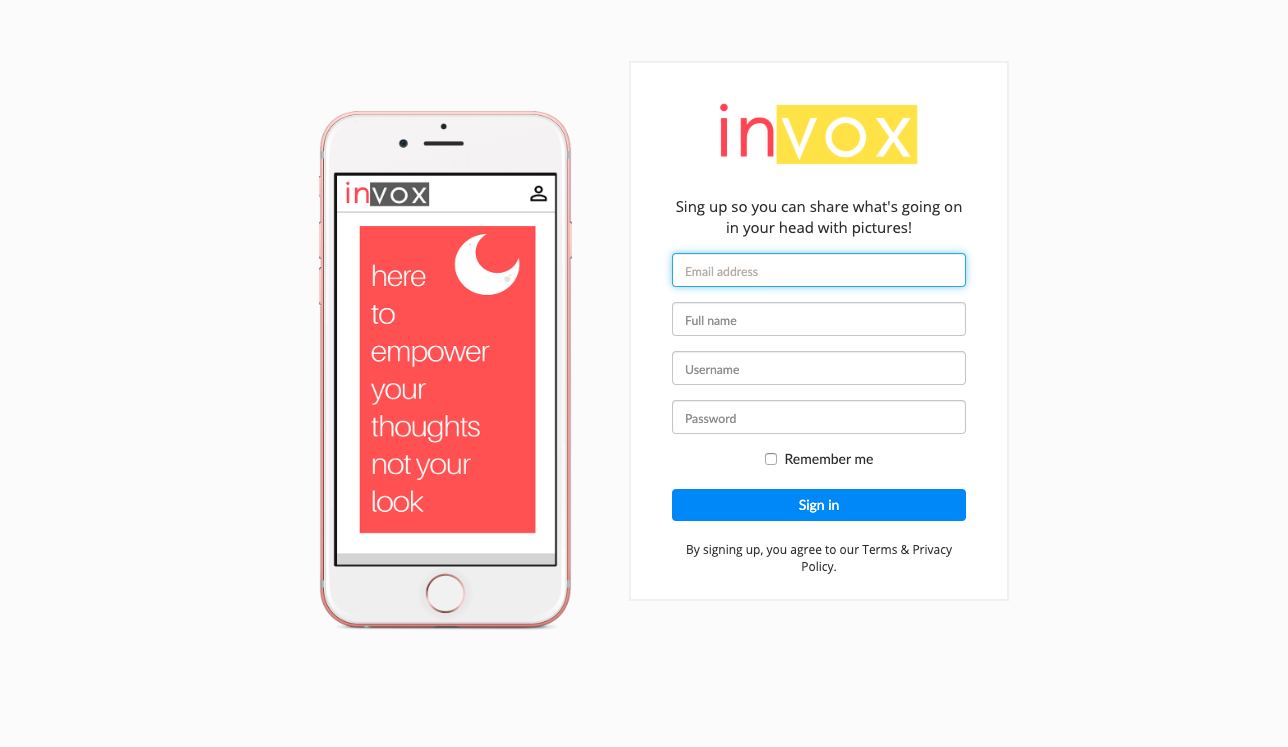 invox
here
to
empower
your
thoughts
not your
look
invox
Sing up so you can share what's going on
in your head with pictures!
Email address
Full name
Username
Password
Remember me
Sign in
By signing up, you agree to our Terms & Privacy
Policy.